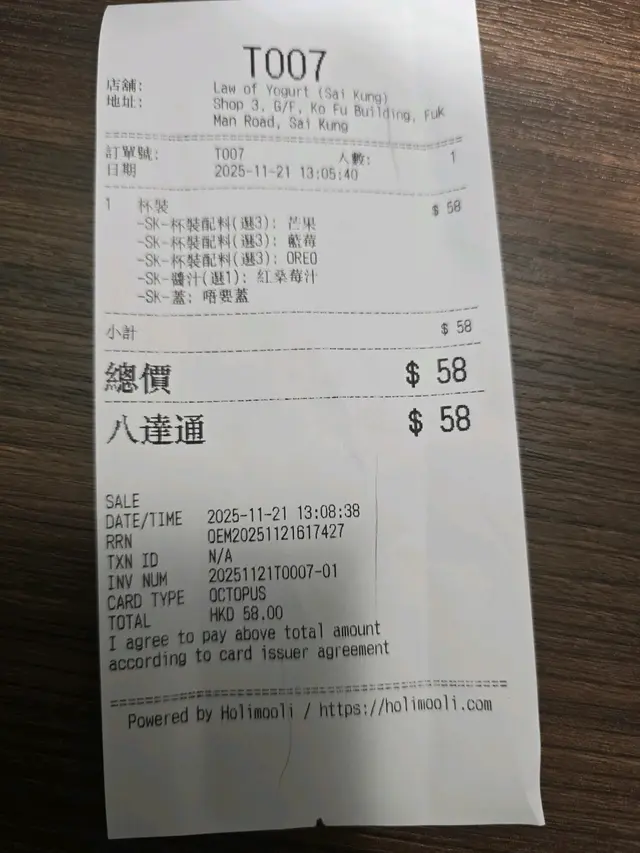 T007
店舖: Law of Yogurt (Sai Kung)
地址: Shop 3, G/F, Ko Fu Building, Fuk
Man Road, Sai Kung
訂單號: T007 人數: 1
日期 2025-11-21 13:05:40
1 杯裝 $ 58
-SK-杯裝配料(選3): 芒果
-SK-杯裝配料(選3): 藍莓
-SK-杯裝配料(選3): OREO
-SK-醬汁(選1): 紅桑莓汁
-SK-蓋: 唔要蓋
小計 $ 58
總價 $ 58
八達通 $ 58
SALE
DATE/TIME 2025-11-21 13:08:38
RRN OEM20251121617427
TXN ID N/A
INV NUM 20251121T0007-01
CARD TYPE OCTOPUS
TOTAL HKD 58.00
I agree to pay above total amount
according to card issuer agreement
Powered by Holimooli / https://holimooli.com